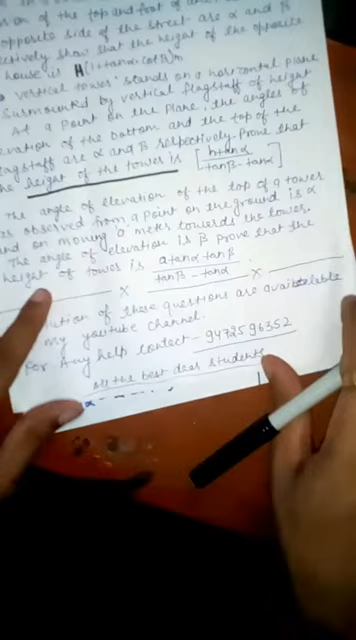 of the top and foot of
opposite side of the street are α and β
ectively show that the height of the opposite
house is H(1+tanα.cotβ)m
vertical tower stands on a horizontal plane
surmounted by vertical flagstaff of height
At a Point on the Plane, the angles of
evation of the bottom and the top of the
lagstaff are α and β respectively. Prove that
he height of the tower is [htanα / tanβ-tanα]
The angle of elevation of the top of a tower
is observed from a point on the ground is α
and on moving 'a' meter towards the tower.
The angle of elevation is β prove that the
height of tower is atanα tanβ / tanβ - tanα.
x x
lution of these questions are available
my youtube channel.
For Any help contact - 9472596352
All the best dear students
α